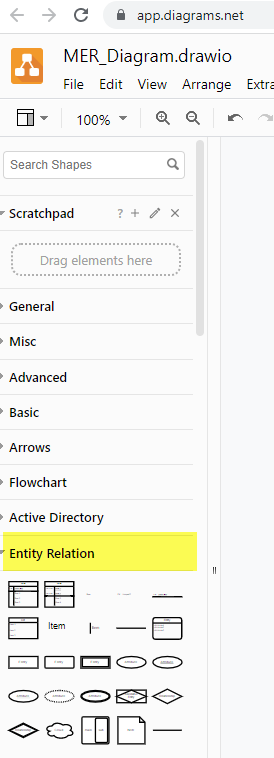 app.diagrams.net
MER_Diagram.drawio
File Edit View Arrange Extra
100%
Search Shapes
Scratchpad ? + ✕
Drag elements here
General
Misc
Advanced
Basic
Arrows
Flowchart
Active Directory
Entity Relation
Item